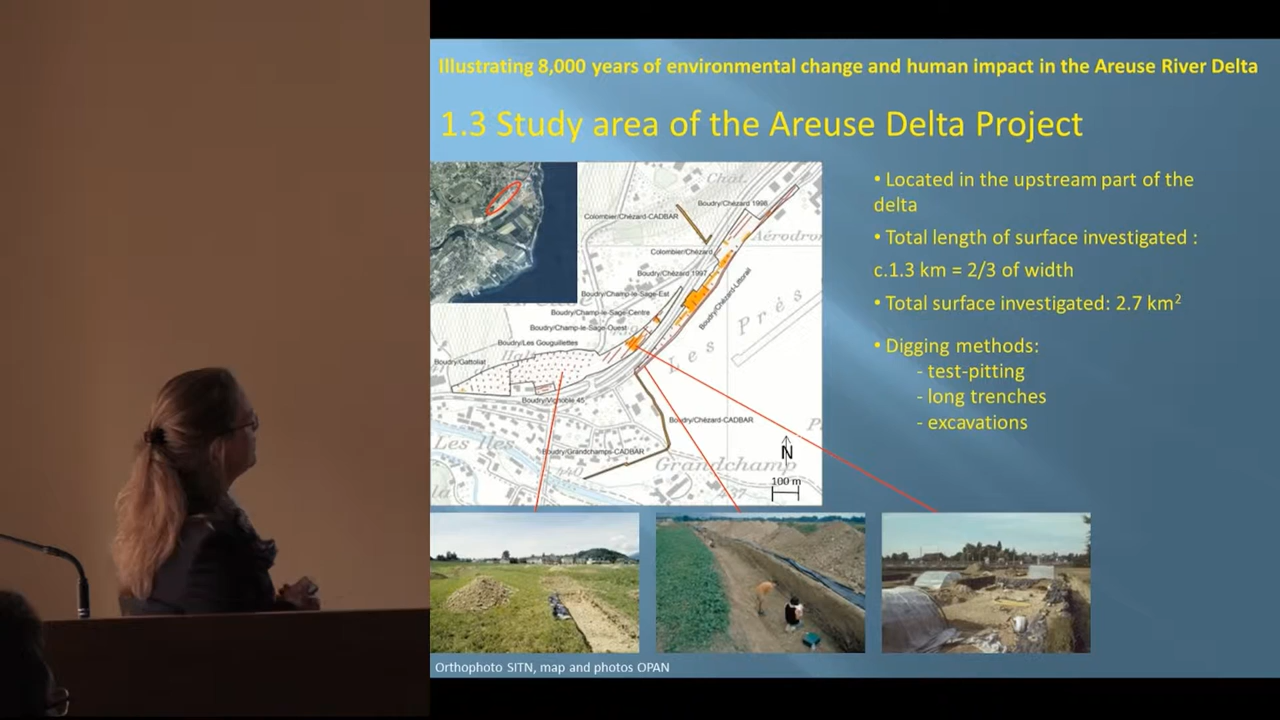 Illustrating 8,000 years of environmental change and human impact in the Areuse River Delta
1.3 Study area of the Areuse Delta Project
• Located in the upstream part of the
delta
• Total length of surface investigated :
c.1.3 km = 2/3 of width
• Total surface investigated: 2.7 km²
• Digging methods:
- test-pitting
- long trenches
- excavations
Chat.
Boudry/Chézard 1998
Colombier/Chézard-CADBAR
Aérodrom
Colombier/Chézard
Boudry/Chézard 1997
Boudry/Champ-le-Sage-Est
Boudry/Chézard-Littorail
Boudry/Champ-le-Sage-Centre
Boudry/Champ-le-Sage-Ouest
Les Prés
Boudry/Les Gouguillettes
Boudry/Gattoliat
Boudry/Vignoble 45
Boudry/Chézard-CADBAR
Les Iles
Boudry/Grandchamps-CADBAR
Grandchamp
440
437
N
100 m
Orthophoto SITN, map and photos OPAN